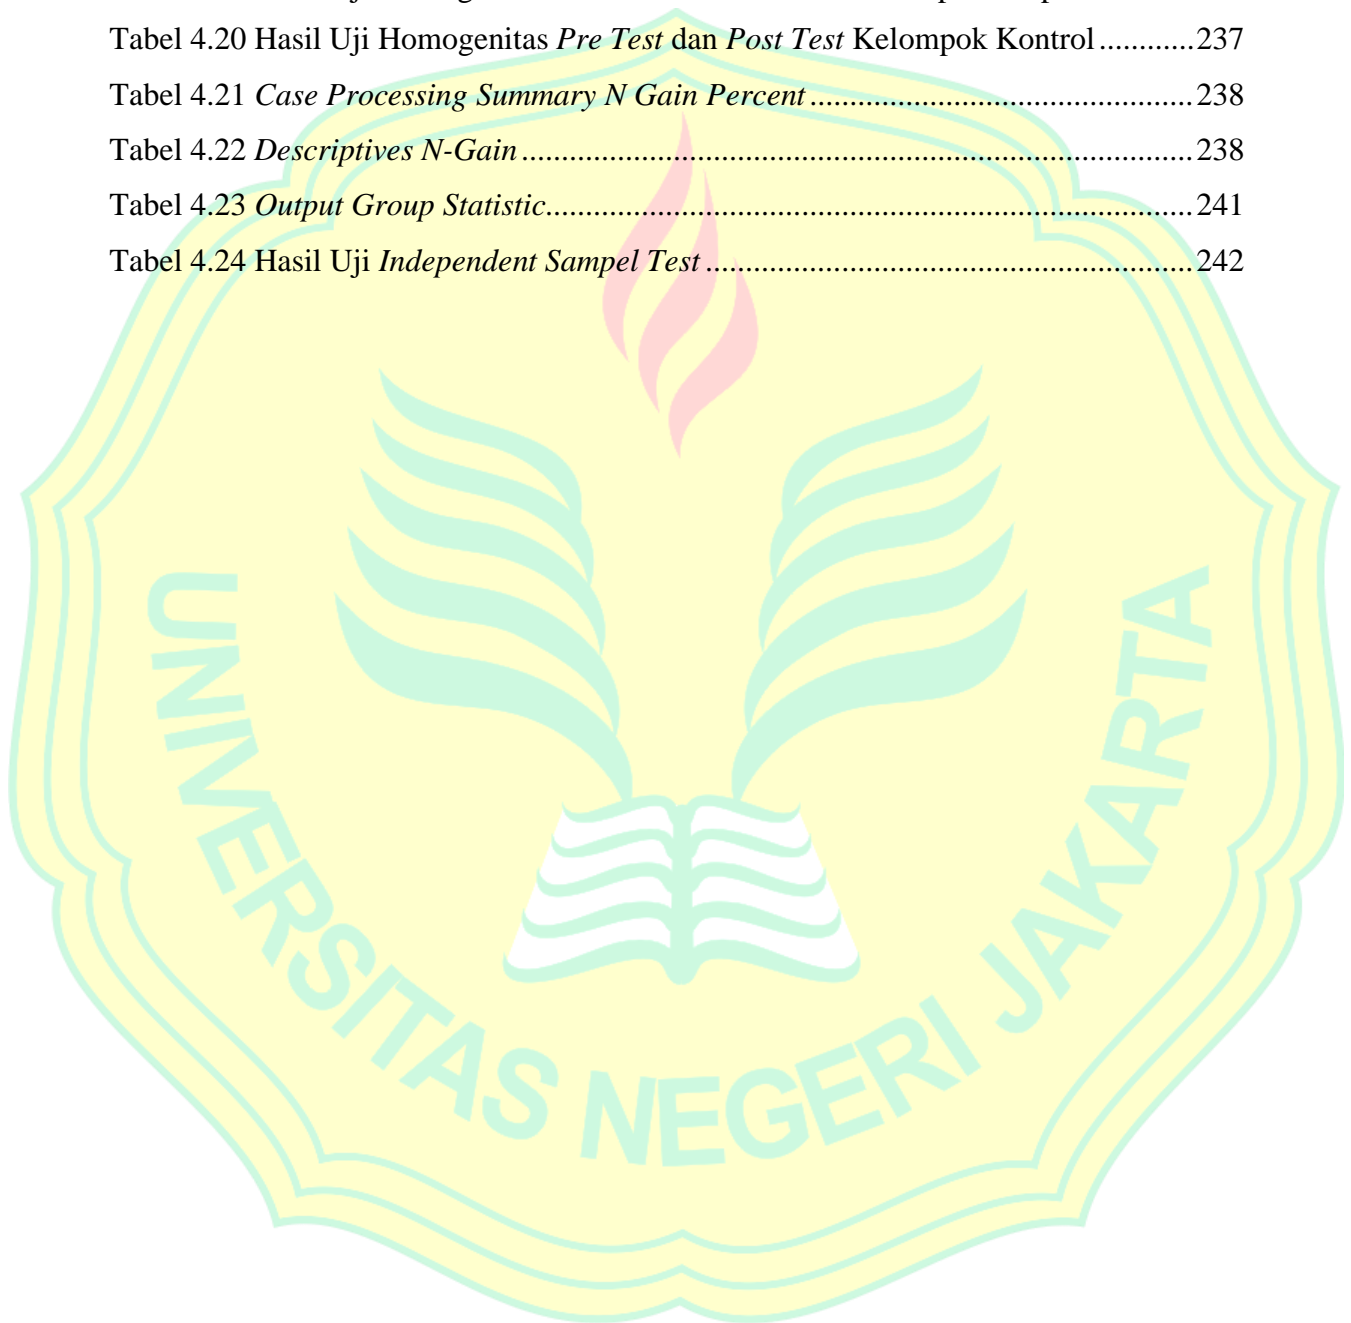 Tabel 4.20 Hasil Uji Homogenitas Pre Test dan Post Test Kelompok Kontrol ............237
Tabel 4.21 Case Processing Summary N Gain Percent ................................................238
Tabel 4.22 Descriptives N-Gain ....................................................................................238
Tabel 4.23 Output Group Statistic.................................................................................241
Tabel 4.24 Hasil Uji Independent Sampel Test .............................................................242
UNIVERSITAS NEGERI JAKARTA